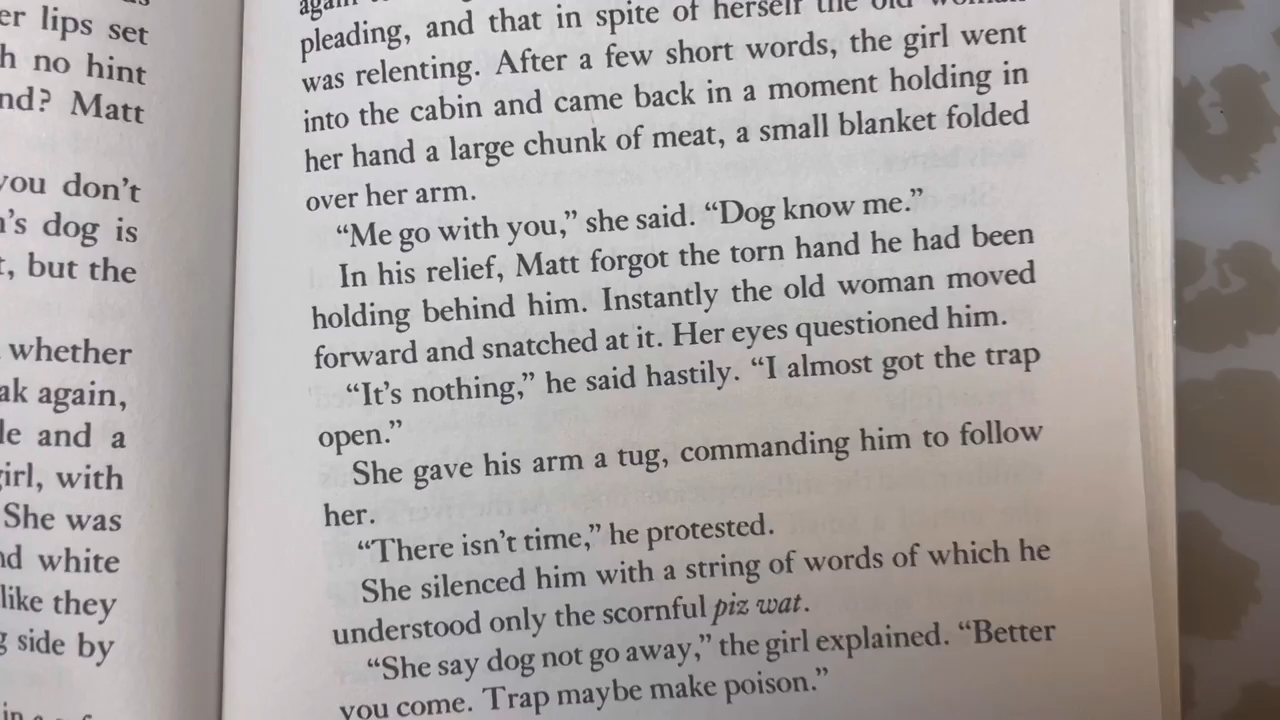 er lips set
h no hint
nd? Matt
you don't
's dog is
t, but the
whether
ak again,
le and a
girl, with
She was
nd white
like they
g side by
again
pleading, and that in spite of herself the old woman
was relenting. After a few short words, the girl went
into the cabin and came back in a moment holding in
her hand a large chunk of meat, a small blanket folded
over her arm.
“Me go with you,” she said. “Dog know me.”
In his relief, Matt forgot the torn hand he had been
holding behind him. Instantly the old woman moved
forward and snatched at it. Her eyes questioned him.
“It's nothing,” he said hastily. “I almost got the trap
open.”
She gave his arm a tug, commanding him to follow
her.
“There isn't time,” he protested.
She silenced him with a string of words of which he
understood only the scornful piz wat.
“She say dog not go away,” the girl explained. “Better
you come. Trap maybe make poison.”